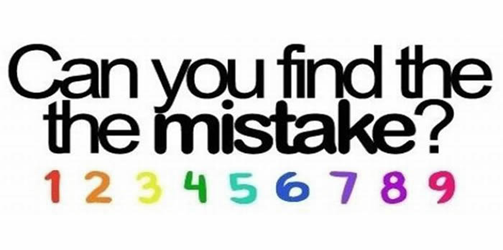 Can you find the
the mistake?
1 2 3 4 5 6 7 8 9